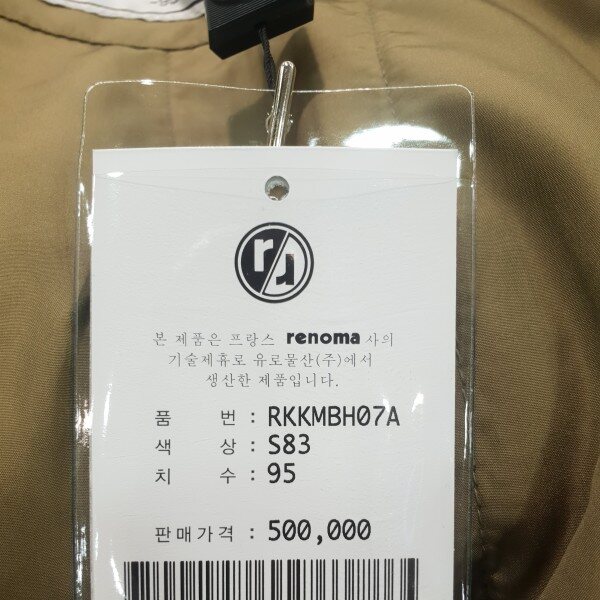 본 제품은 프랑스 renoma 사의
기술제휴로 유로물산(주)에서
생산한 제품입니다.
품 번 : RKKMBH07A
색 상 : S83
치 수 : 95
판매가격 : 500,000